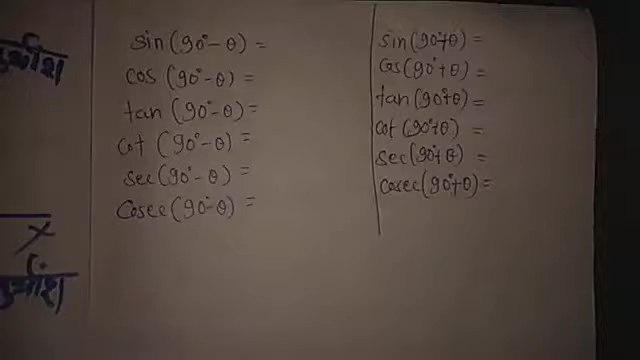 sin(90°-θ) =
cos (90°-θ) =
tan (90°-θ) =
cot (90°-θ) =
sec (90°-θ) =
Cosec (90°-θ) =
sin(90°+θ) =
cos(90°+θ) =
tan(90°+θ) =
cot (90°+θ) =
sec(90°+θ) =
cosec(90°+θ) =